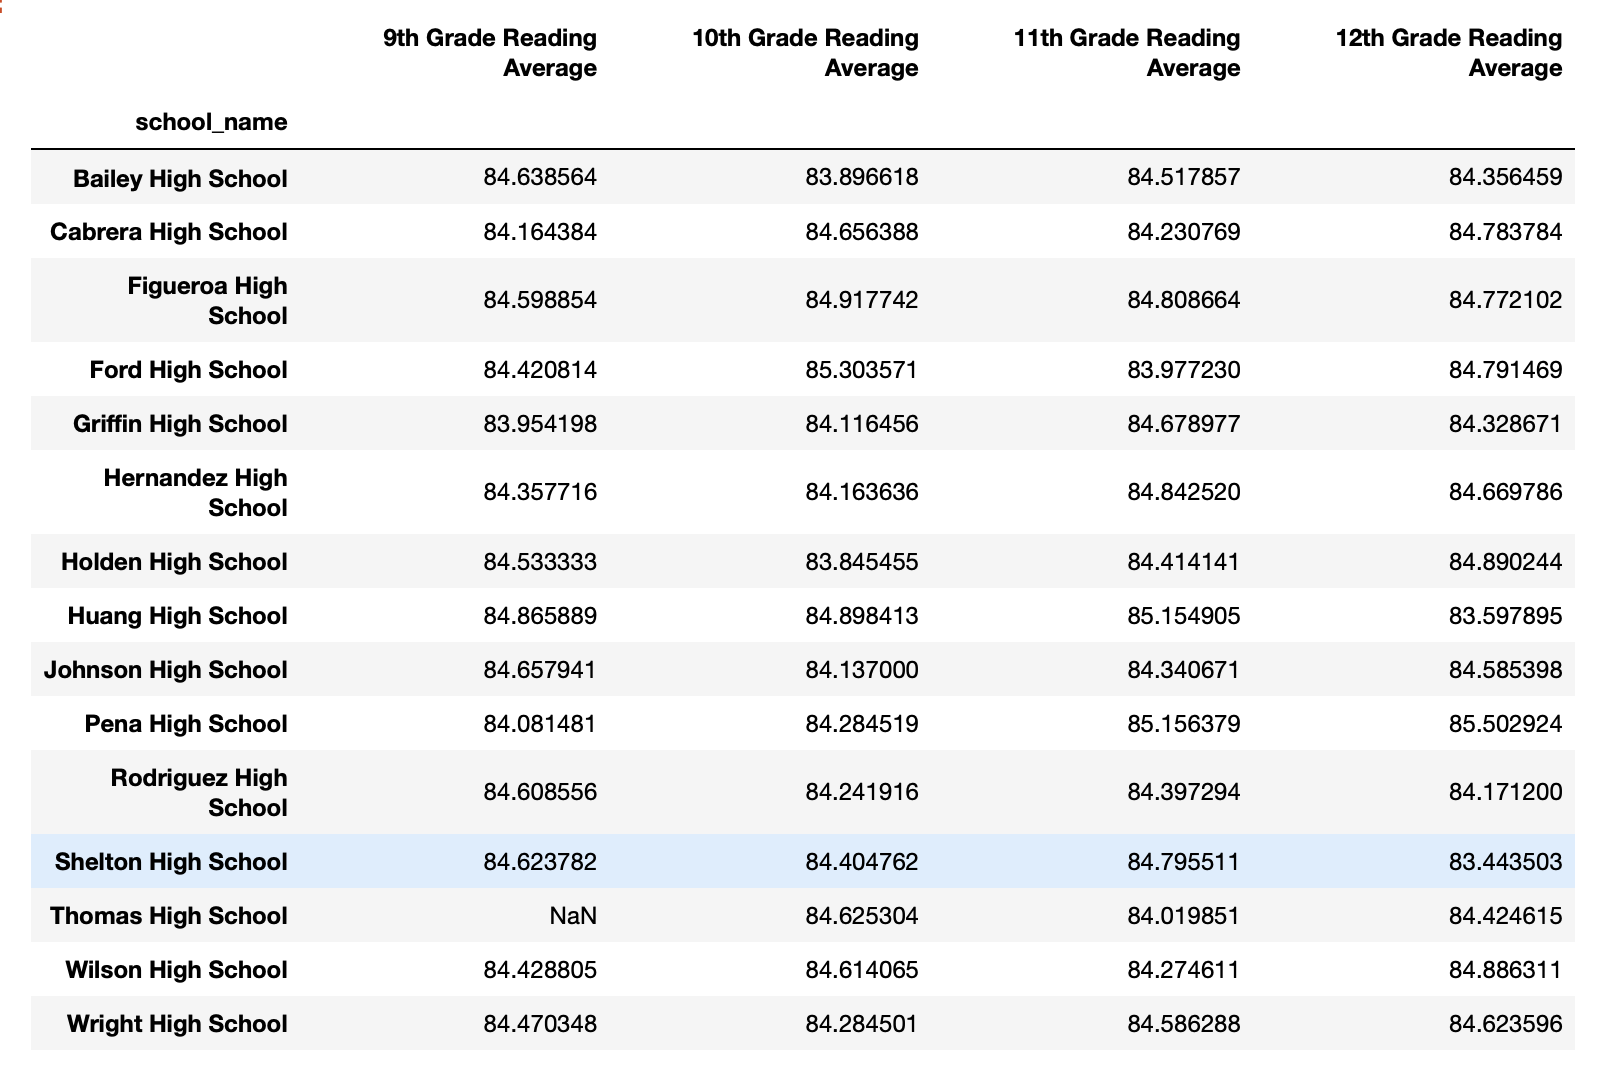 9th Grade Reading Average 10th Grade Reading Average 11th Grade Reading Average 12th Grade Reading Average
school_name
Bailey High School 84.638564 83.896618 84.517857 84.356459
Cabrera High School 84.164384 84.656388 84.230769 84.783784
Figueroa High School 84.598854 84.917742 84.808664 84.772102
Ford High School 84.420814 85.303571 83.977230 84.791469
Griffin High School 83.954198 84.116456 84.678977 84.328671
Hernandez High School 84.357716 84.163636 84.842520 84.669786
Holden High School 84.533333 83.845455 84.414141 84.890244
Huang High School 84.865889 84.898413 85.154905 83.597895
Johnson High School 84.657941 84.137000 84.340671 84.585398
Pena High School 84.081481 84.284519 85.156379 85.502924
Rodriguez High School 84.608556 84.241916 84.397294 84.171200
Shelton High School 84.623782 84.404762 84.795511 83.443503
Thomas High School NaN 84.625304 84.019851 84.424615
Wilson High School 84.428805 84.614065 84.274611 84.886311
Wright High School 84.470348 84.284501 84.586288 84.623596